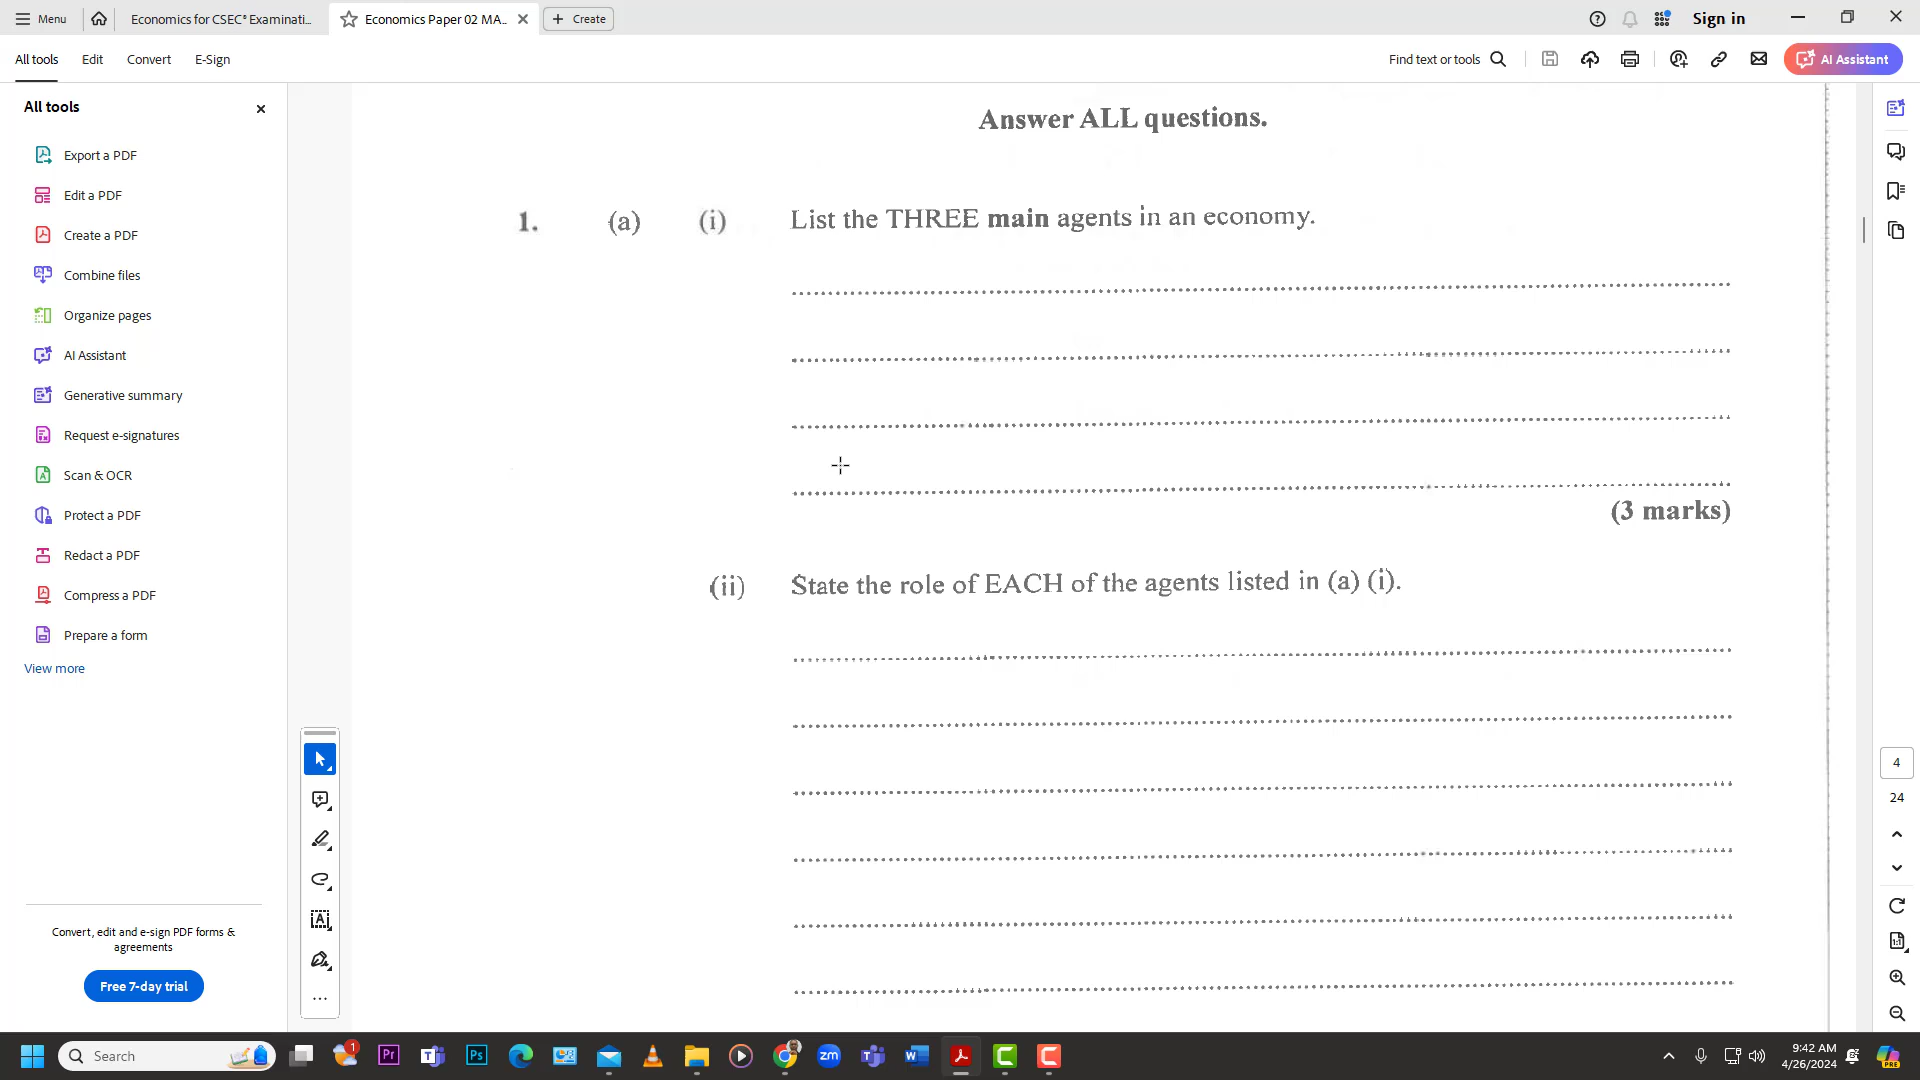 Menu
Economics for CSEC® Examinati...
Economics Paper 02 MA...
Create
Sign in
All tools
Edit
Convert
E-Sign
Find text or tools
AI Assistant
All tools
Export a PDF
Edit a PDF
Create a PDF
Combine files
Organize pages
AI Assistant
Generative summary
Request e-signatures
Scan & OCR
Protect a PDF
Redact a PDF
Compress a PDF
Prepare a form
View more
Convert, edit and e-sign PDF forms &
agreements
Free 7-day trial
Answer ALL questions.
1. (a) (i) List the THREE main agents in an economy.
(3 marks)
(ii) State the role of EACH of the agents listed in (a) (i).
4
24
Search
1
Pr
Ps
zm
9:42 AM
4/26/2024
PRE